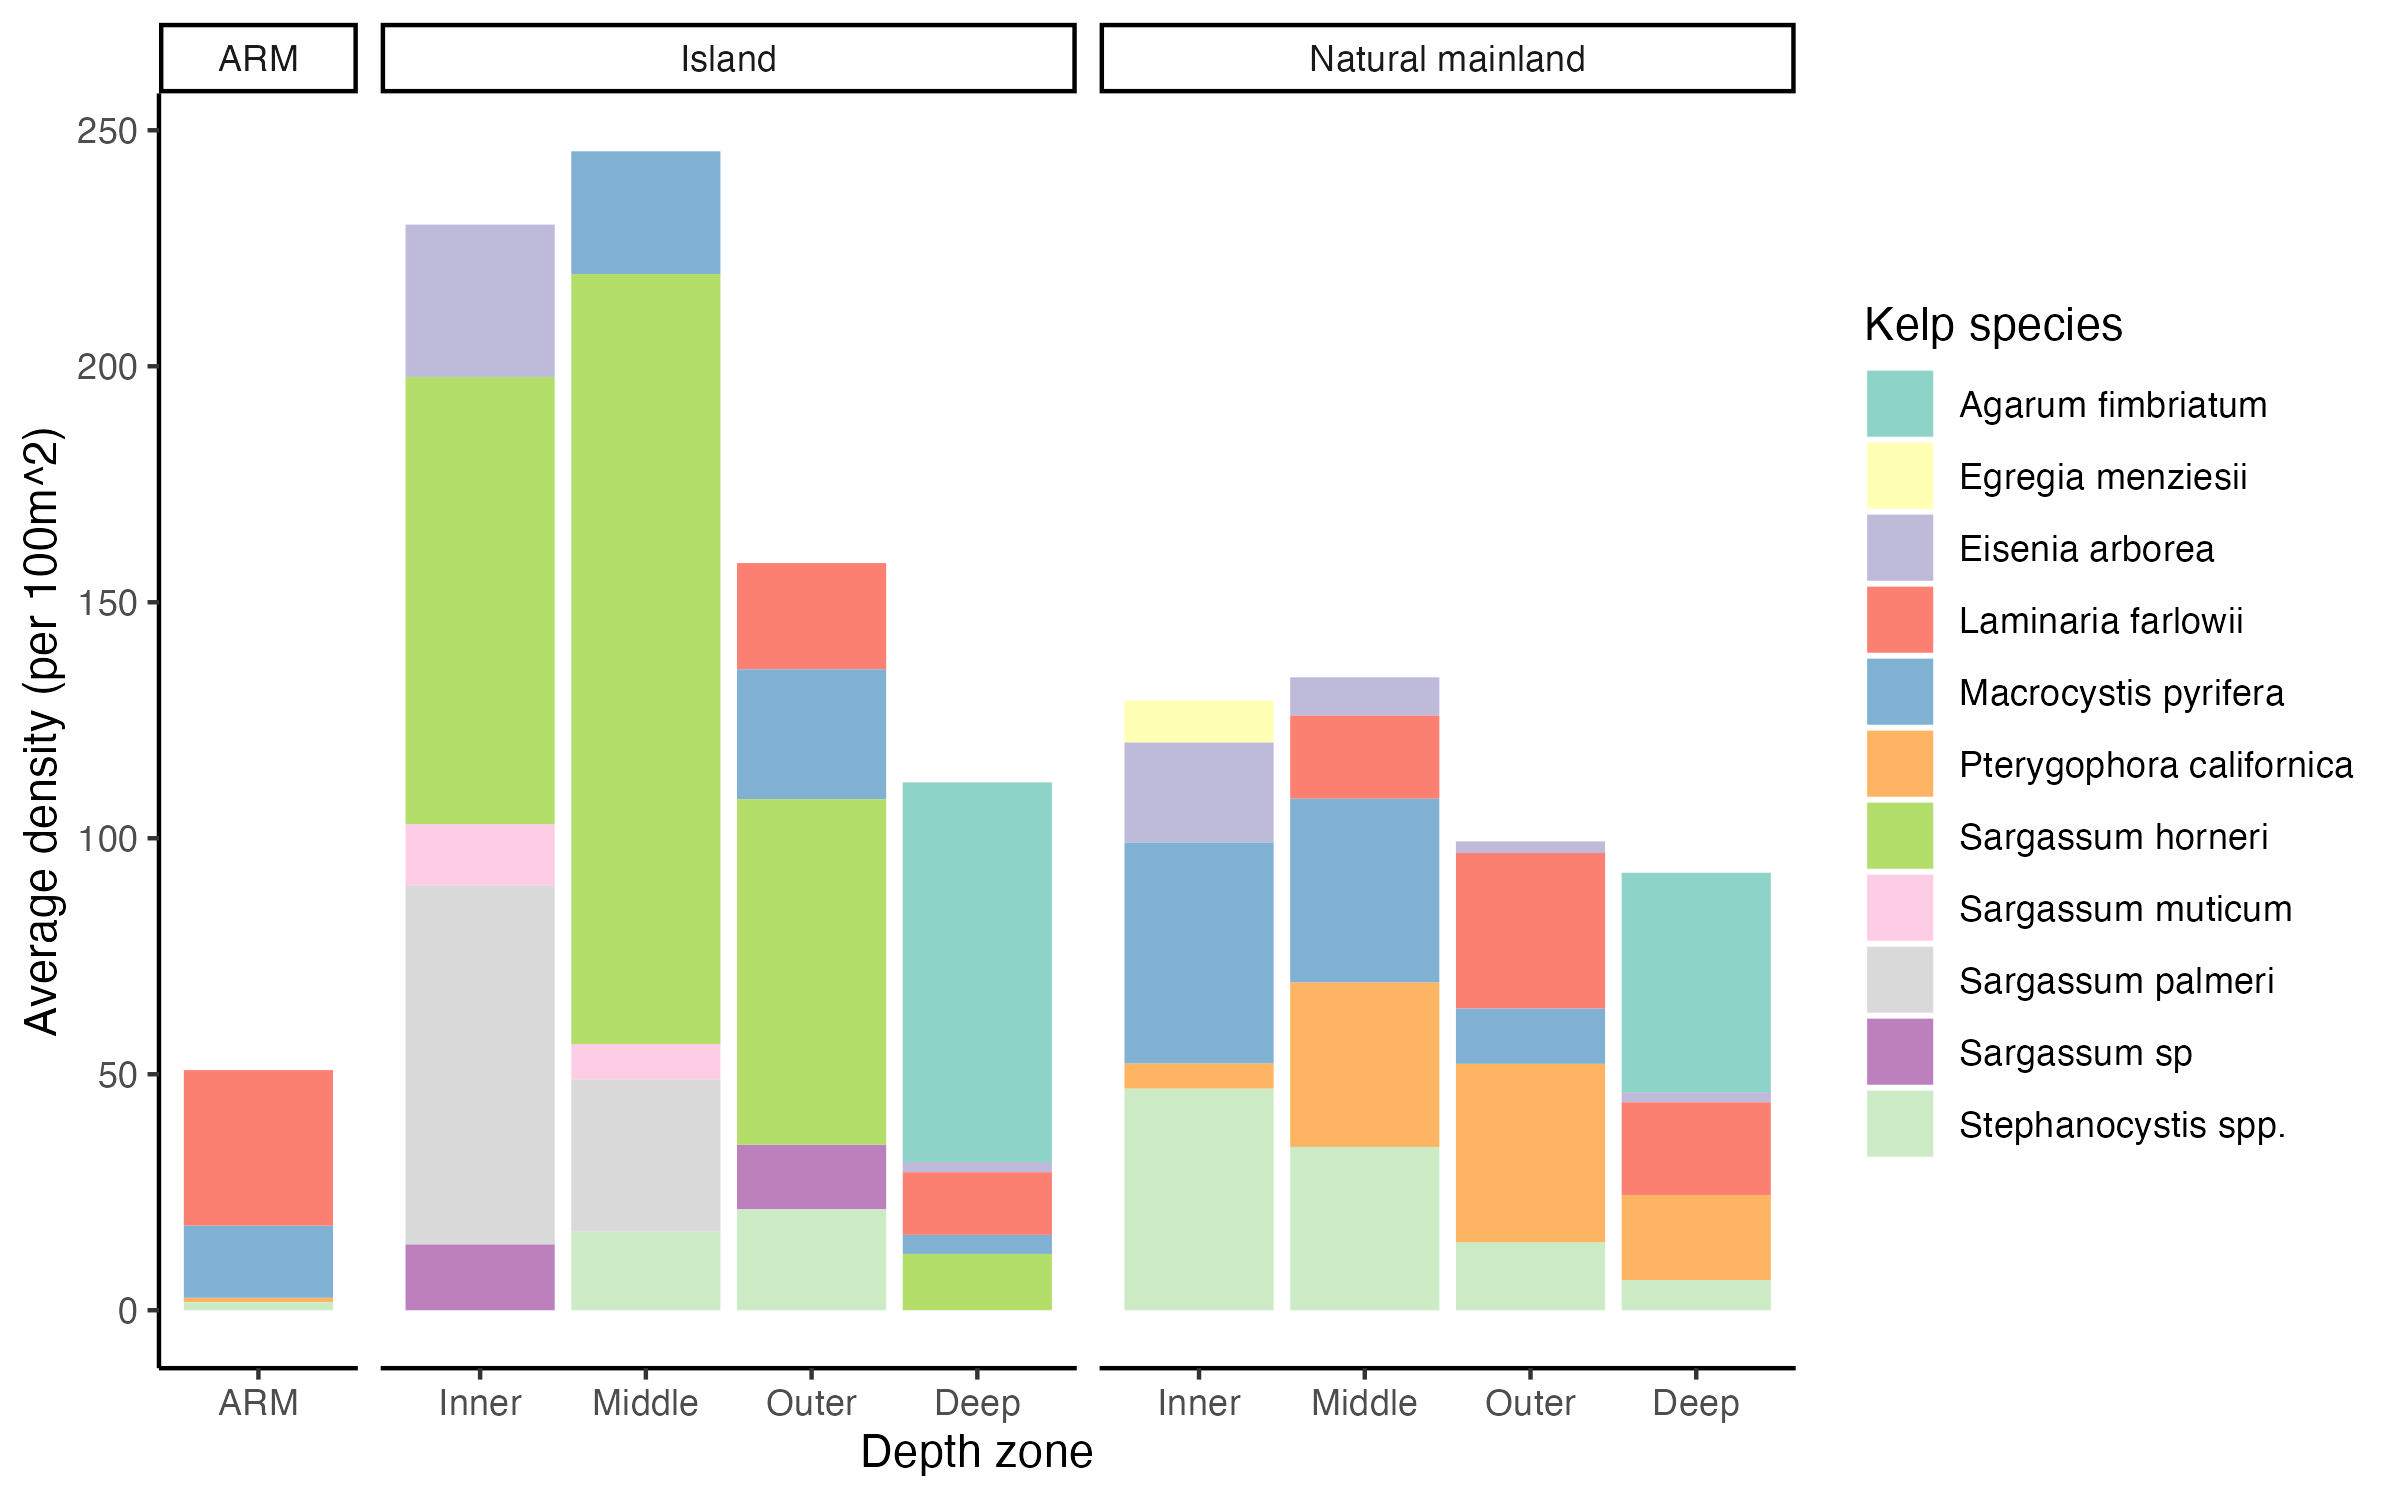 ARM
Island
Natural mainland
250
200
150
100
50
0
Average density (per 100m^2)
ARM
Inner
Middle
Outer
Deep
Inner
Middle
Outer
Deep
Depth zone
Kelp species
Agarum fimbriatum
Egregia menziesii
Eisenia arborea
Laminaria farlowii
Macrocystis pyrifera
Pterygophora californica
Sargassum horneri
Sargassum muticum
Sargassum palmeri
Sargassum sp
Stephanocystis spp.